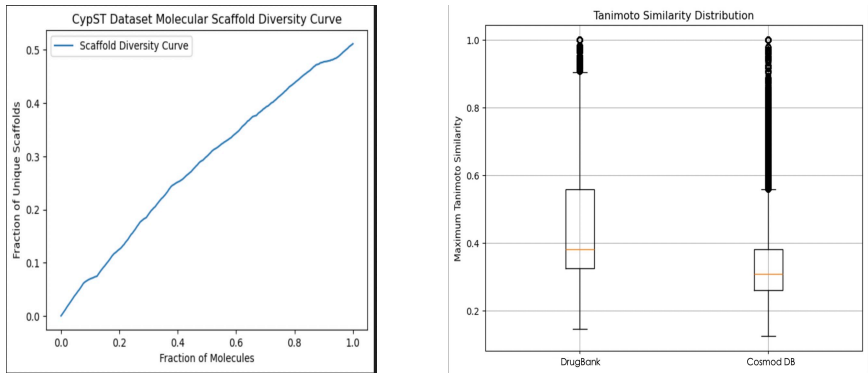 CypST Dataset Molecular Scaffold Diversity Curve
Scaffold Diversity Curve
Fraction of Unique Scaffolds
0.5
0.4
0.3
0.2
0.1
0.0
0.0 0.2 0.4 0.6 0.8 1.0
Fraction of Molecules
Tanimoto Similarity Distribution
Maximum Tanimoto Similarity
1.0
0.8
0.6
0.4
0.2
DrugBank Cosmod DB